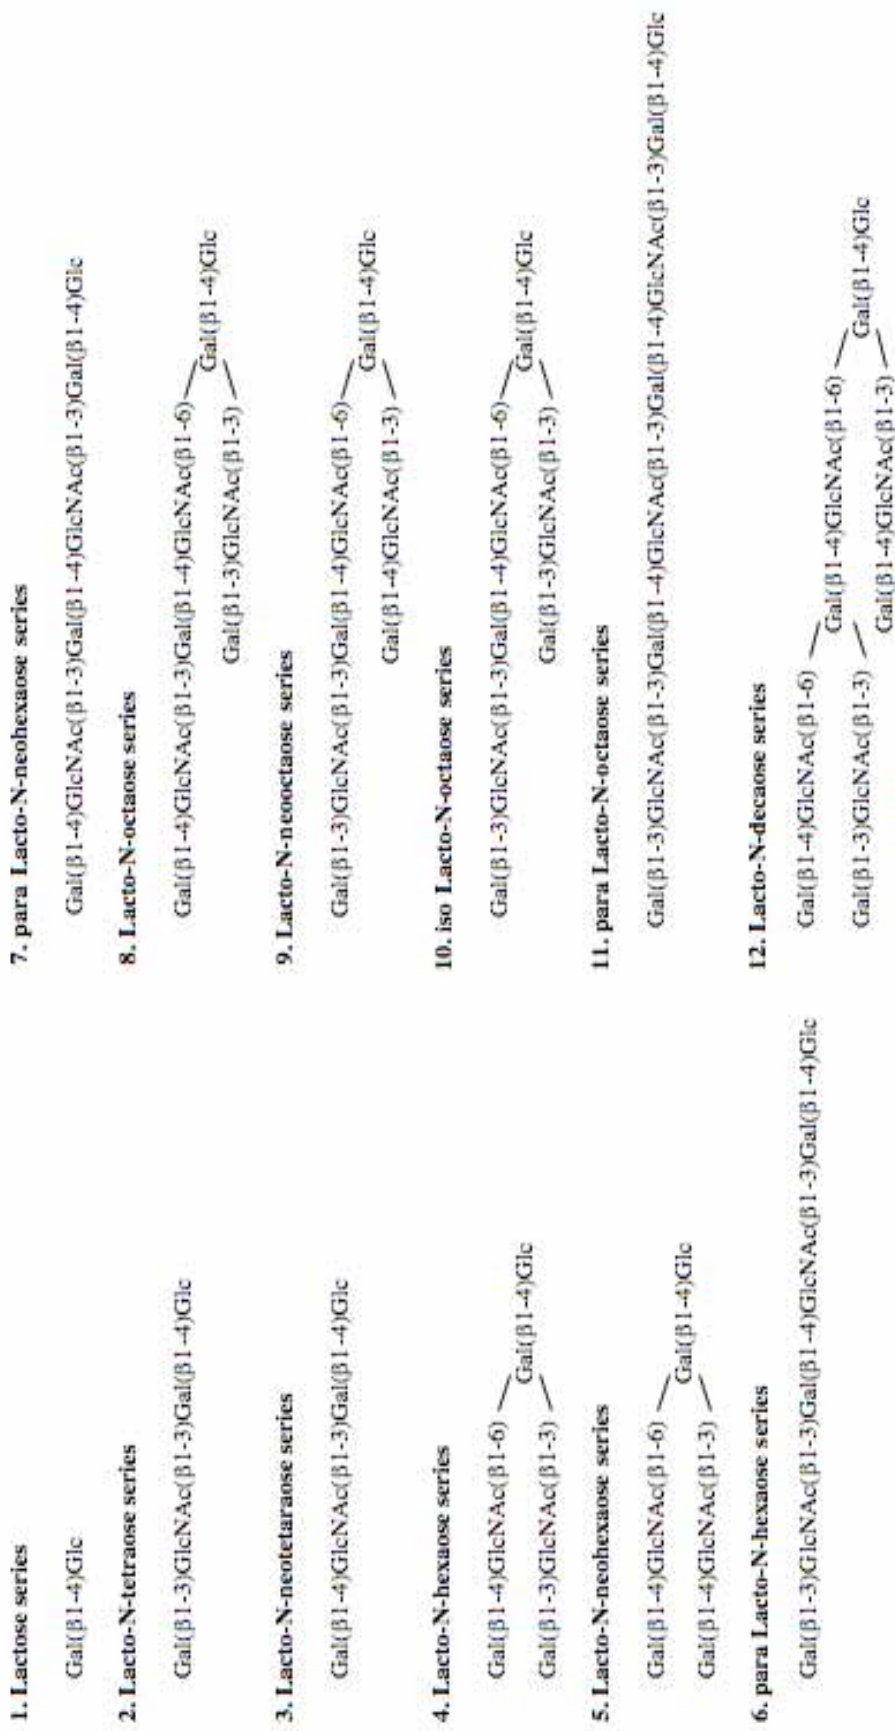 1. Lactose series
Gal(β1-4)Glc
2. Lacto-N-tetraose series
Gal(β1-3)GlcNAc(β1-3)Gal(β1-4)Glc
3. Lacto-N-neotetaraose series
Gal(β1-4)GlcNAc(β1-3)Gal(β1-4)Glc
4. Lacto-N-hexaose series
Gal(β1-4)GlcNAc(β1-6)
Gal(β1-4)Glc
Gal(β1-3)GlcNAc(β1-3)
5. Lacto-N-neohexaose series
Gal(β1-4)GlcNAc(β1-6)
Gal(β1-4)Glc
Gal(β1-4)GlcNAc(β1-3)
6. para Lacto-N-hexaose series
Gal(β1-3)GlcNAc(β1-3)Gal(β1-4)GlcNAc(β1-3)Gal(β1-4)Glc
7. para Lacto-N-neohexaose series
Gal(β1-4)GlcNAc(β1-3)Gal(β1-4)GlcNAc(β1-3)Gal(β1-4)Glc
8. Lacto-N-octaose series
Gal(β1-4)GlcNAc(β1-3)Gal(β1-4)GlcNAc(β1-6)
Gal(β1-4)Glc
Gal(β1-3)GlcNAc(β1-3)
9. Lacto-N-neooctaose series
Gal(β1-3)GlcNAc(β1-3)Gal(β1-4)GlcNAc(β1-6)
Gal(β1-4)Glc
Gal(β1-4)GlcNAc(β1-3)
10. iso Lacto-N-octaose series
Gal(β1-3)GlcNAc(β1-3)Gal(β1-4)GlcNAc(β1-6)
Gal(β1-4)Glc
Gal(β1-3)GlcNAc(β1-3)
11. para Lacto-N-octaose series
Gal(β1-3)GlcNAc(β1-3)Gal(β1-4)GlcNAc(β1-3)Gal(β1-4)GlcNAc(β1-3)Gal(β1-4)Glc
12. Lacto-N-decaose series
Gal(β1-4)GlcNAc(β1-6)
Gal(β1-4)GlcNAc(β1-6)
Gal(β1-3)GlcNAc(β1-3)
Gal(β1-4)Glc
Gal(β1-4)GlcNAc(β1-3)